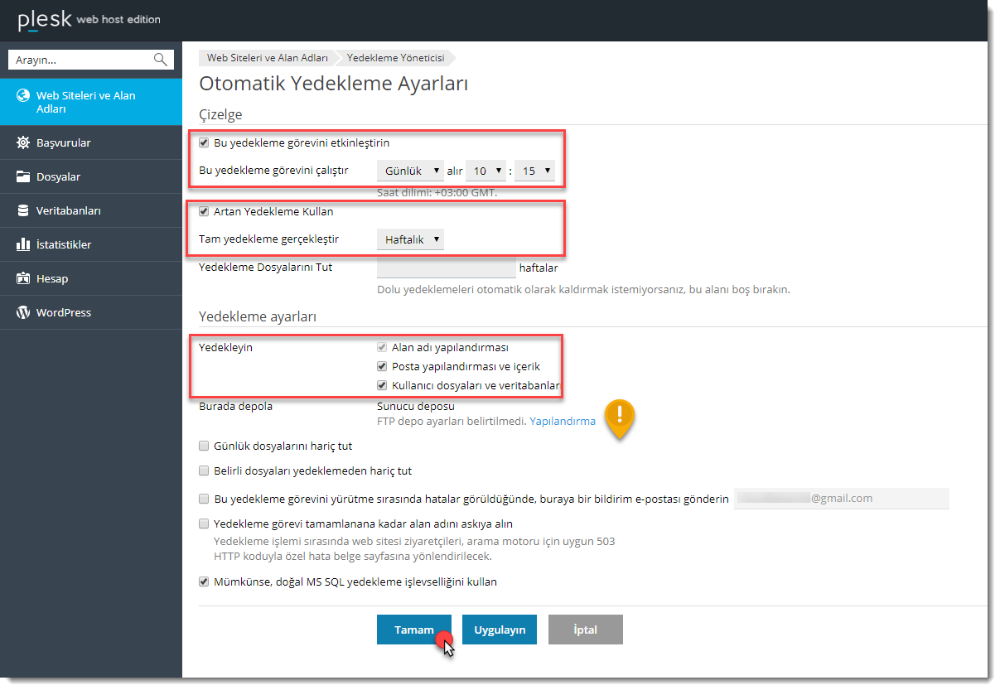 plesk web host edition
Arayın...
Web Siteleri ve Alan
Adları
Başvurular
Dosyalar
Veritabanları
İstatistikler
Hesap
WordPress
Web Siteleri ve Alan Adları Yedekleme Yöneticisi
Otomatik Yedekleme Ayarları
Çizelge
Bu yedekleme görevini etkinleştirin
Bu yedekleme görevini çalıştır Günlük alır 10 : 15
Saat dilimi: +03:00 GMT.
Artan Yedekleme Kullan
Tam yedekleme gerçekleştir Haftalık
Yedekleme Dosyalarını Tut haftalar
Dolu yedeklemeleri otomatik olarak kaldırmak istemiyorsanız, bu alanı boş bırakın.
Yedekleme ayarları
Yedekleyin Alan adı yapılandırması
Posta yapılandırması ve içerik
Kullanıcı dosyaları ve veritabanlar
Burada depola Sunucu deposu
FTP depo ayarları belirtilmedi. Yapılandırma
Günlük dosyalarını hariç tut
Belirli dosyaları yedeklemeden hariç tut
Bu yedekleme görevini yürütme sırasında hatalar görüldüğünde, buraya bir bildirim e-postası gönderin @gmail.com
Yedekleme görevi tamamlanana kadar alan adını askıya alın
Yedekleme işlemi sırasında web sitesi ziyaretçileri, arama motoru için uygun 503
HTTP koduyla özel hata belge sayfasına yönlendirilecek.
Mümkünse, doğal MS SQL yedekleme işlevselliğini kullan
Tamam Uygulayın İptal